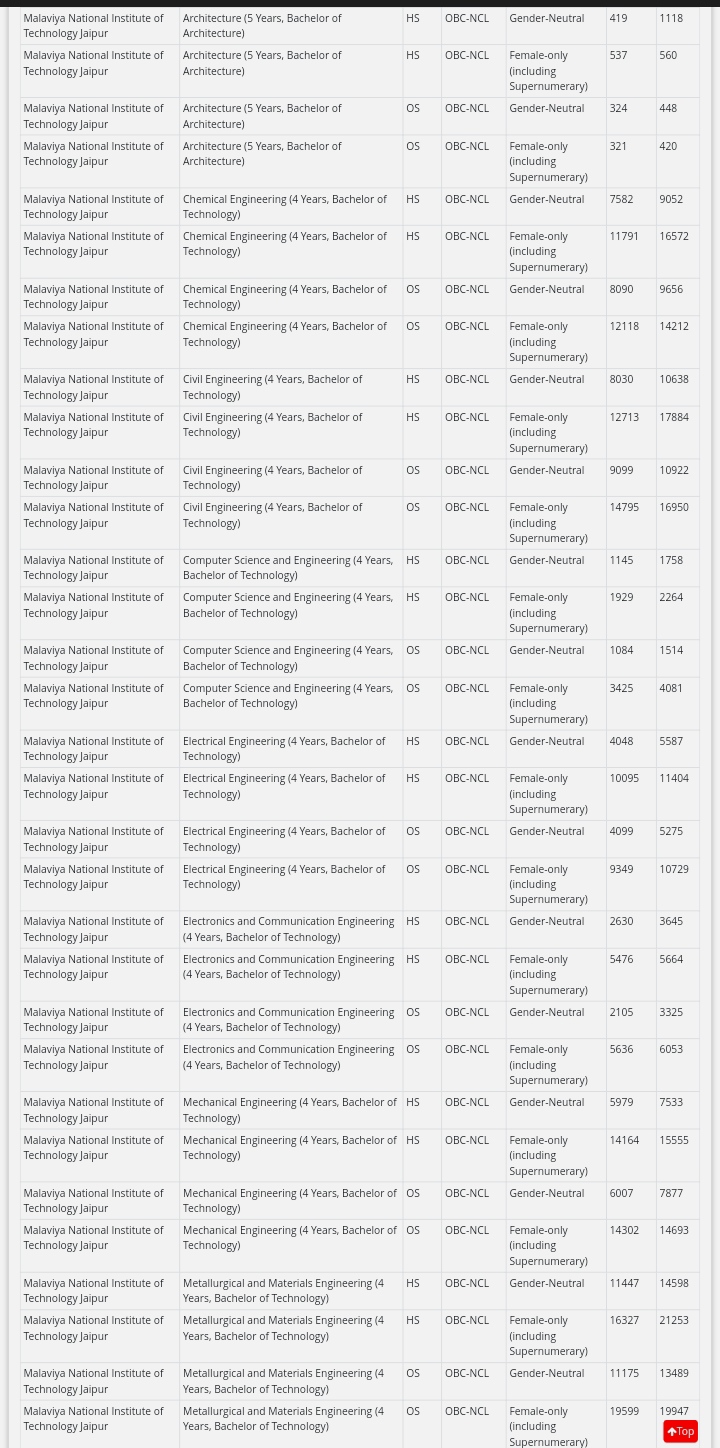 Malaviya National Institute of Technology Jaipur Architecture (5 Years, Bachelor of Architecture) HS OBC-NCL Gender-Neutral 419 1118
Malaviya National Institute of Technology Jaipur Architecture (5 Years, Bachelor of Architecture) HS OBC-NCL Female-only (including Supernumerary) 537 560
Malaviya National Institute of Technology Jaipur Architecture (5 Years, Bachelor of Architecture) OS OBC-NCL Gender-Neutral 324 448
Malaviya National Institute of Technology Jaipur Architecture (5 Years, Bachelor of Architecture) OS OBC-NCL Female-only (including Supernumerary) 321 420
Malaviya National Institute of Technology Jaipur Chemical Engineering (4 Years, Bachelor of Technology) HS OBC-NCL Gender-Neutral 7582 9052
Malaviya National Institute of Technology Jaipur Chemical Engineering (4 Years, Bachelor of Technology) HS OBC-NCL Female-only (including Supernumerary) 11791 16572
Malaviya National Institute of Technology Jaipur Chemical Engineering (4 Years, Bachelor of Technology) OS OBC-NCL Gender-Neutral 8090 9656
Malaviya National Institute of Technology Jaipur Chemical Engineering (4 Years, Bachelor of Technology) OS OBC-NCL Female-only (including Supernumerary) 12118 14212
Malaviya National Institute of Technology Jaipur Civil Engineering (4 Years, Bachelor of Technology) HS OBC-NCL Gender-Neutral 8030 10638
Malaviya National Institute of Technology Jaipur Civil Engineering (4 Years, Bachelor of Technology) HS OBC-NCL Female-only (including Supernumerary) 12713 17884
Malaviya National Institute of Technology Jaipur Civil Engineering (4 Years, Bachelor of Technology) OS OBC-NCL Gender-Neutral 9099 10922
Malaviya National Institute of Technology Jaipur Civil Engineering (4 Years, Bachelor of Technology) OS OBC-NCL Female-only (including Supernumerary) 14795 16950
Malaviya National Institute of Technology Jaipur Computer Science and Engineering (4 Years, Bachelor of Technology) HS OBC-NCL Gender-Neutral 1145 1758
Malaviya National Institute of Technology Jaipur Computer Science and Engineering (4 Years, Bachelor of Technology) HS OBC-NCL Female-only (including Supernumerary) 1929 2264
Malaviya National Institute of Technology Jaipur Computer Science and Engineering (4 Years, Bachelor of Technology) OS OBC-NCL Gender-Neutral 1084 1514
Malaviya National Institute of Technology Jaipur Computer Science and Engineering (4 Years, Bachelor of Technology) OS OBC-NCL Female-only (including Supernumerary) 3425 4081
Malaviya National Institute of Technology Jaipur Electrical Engineering (4 Years, Bachelor of Technology) HS OBC-NCL Gender-Neutral 4048 5587
Malaviya National Institute of Technology Jaipur Electrical Engineering (4 Years, Bachelor of Technology) HS OBC-NCL Female-only (including Supernumerary) 10095 11404
Malaviya National Institute of Technology Jaipur Electrical Engineering (4 Years, Bachelor of Technology) OS OBC-NCL Gender-Neutral 4099 5275
Malaviya National Institute of Technology Jaipur Electrical Engineering (4 Years, Bachelor of Technology) OS OBC-NCL Female-only (including Supernumerary) 9349 10729
Malaviya National Institute of Technology Jaipur Electronics and Communication Engineering (4 Years, Bachelor of Technology) HS OBC-NCL Gender-Neutral 2630 3645
Malaviya National Institute of Technology Jaipur Electronics and Communication Engineering (4 Years, Bachelor of Technology) HS OBC-NCL Female-only (including Supernumerary) 5476 5664
Malaviya National Institute of Technology Jaipur Electronics and Communication Engineering (4 Years, Bachelor of Technology) OS OBC-NCL Gender-Neutral 2105 3325
Malaviya National Institute of Technology Jaipur Electronics and Communication Engineering (4 Years, Bachelor of Technology) OS OBC-NCL Female-only (including Supernumerary) 5636 6053
Malaviya National Institute of Technology Jaipur Mechanical Engineering (4 Years, Bachelor of Technology) HS OBC-NCL Gender-Neutral 5979 7533
Malaviya National Institute of Technology Jaipur Mechanical Engineering (4 Years, Bachelor of Technology) HS OBC-NCL Female-only (including Supernumerary) 14164 15555
Malaviya National Institute of Technology Jaipur Mechanical Engineering (4 Years, Bachelor of Technology) OS OBC-NCL Gender-Neutral 6007 7877
Malaviya National Institute of Technology Jaipur Mechanical Engineering (4 Years, Bachelor of Technology) OS OBC-NCL Female-only (including Supernumerary) 14302 14693
Malaviya National Institute of Technology Jaipur Metallurgical and Materials Engineering (4 Years, Bachelor of Technology) HS OBC-NCL Gender-Neutral 11447 14598
Malaviya National Institute of Technology Jaipur Metallurgical and Materials Engineering (4 Years, Bachelor of Technology) HS OBC-NCL Female-only (including Supernumerary) 16327 21253
Malaviya National Institute of Technology Jaipur Metallurgical and Materials Engineering (4 Years, Bachelor of Technology) OS OBC-NCL Gender-Neutral 11175 13489
Malaviya National Institute of Technology Jaipur Metallurgical and Materials Engineering (4 Years, Bachelor of Technology) OS OBC-NCL Female-only (including Supernumerary) 19599 19947
Top